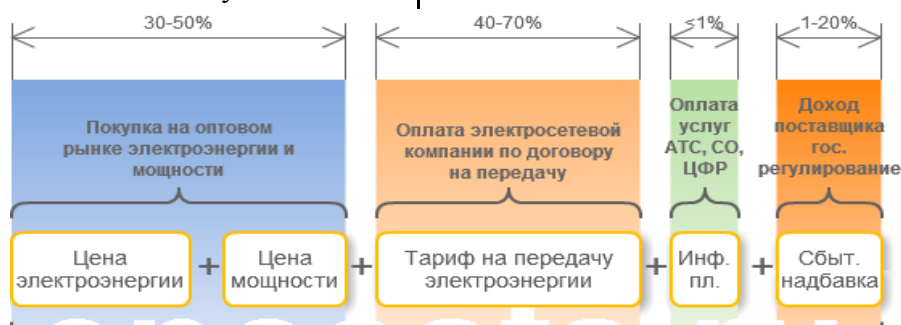 30-50%
40-70%
≤1%
1-20%
Покупка на оптовом
рынке электроэнергии и
мощности
Оплата электросетевой
компании по договору
на передачу
Оплата
услуг
АТС, СО,
ЦФР
Доход
поставщика
гос.
регулирование
Цена
электроэнергии
+
Цена
мощности
+
Тариф на передачу
электроэнергии
+
Инф.
пл.
+
Сбыт.
надбавка